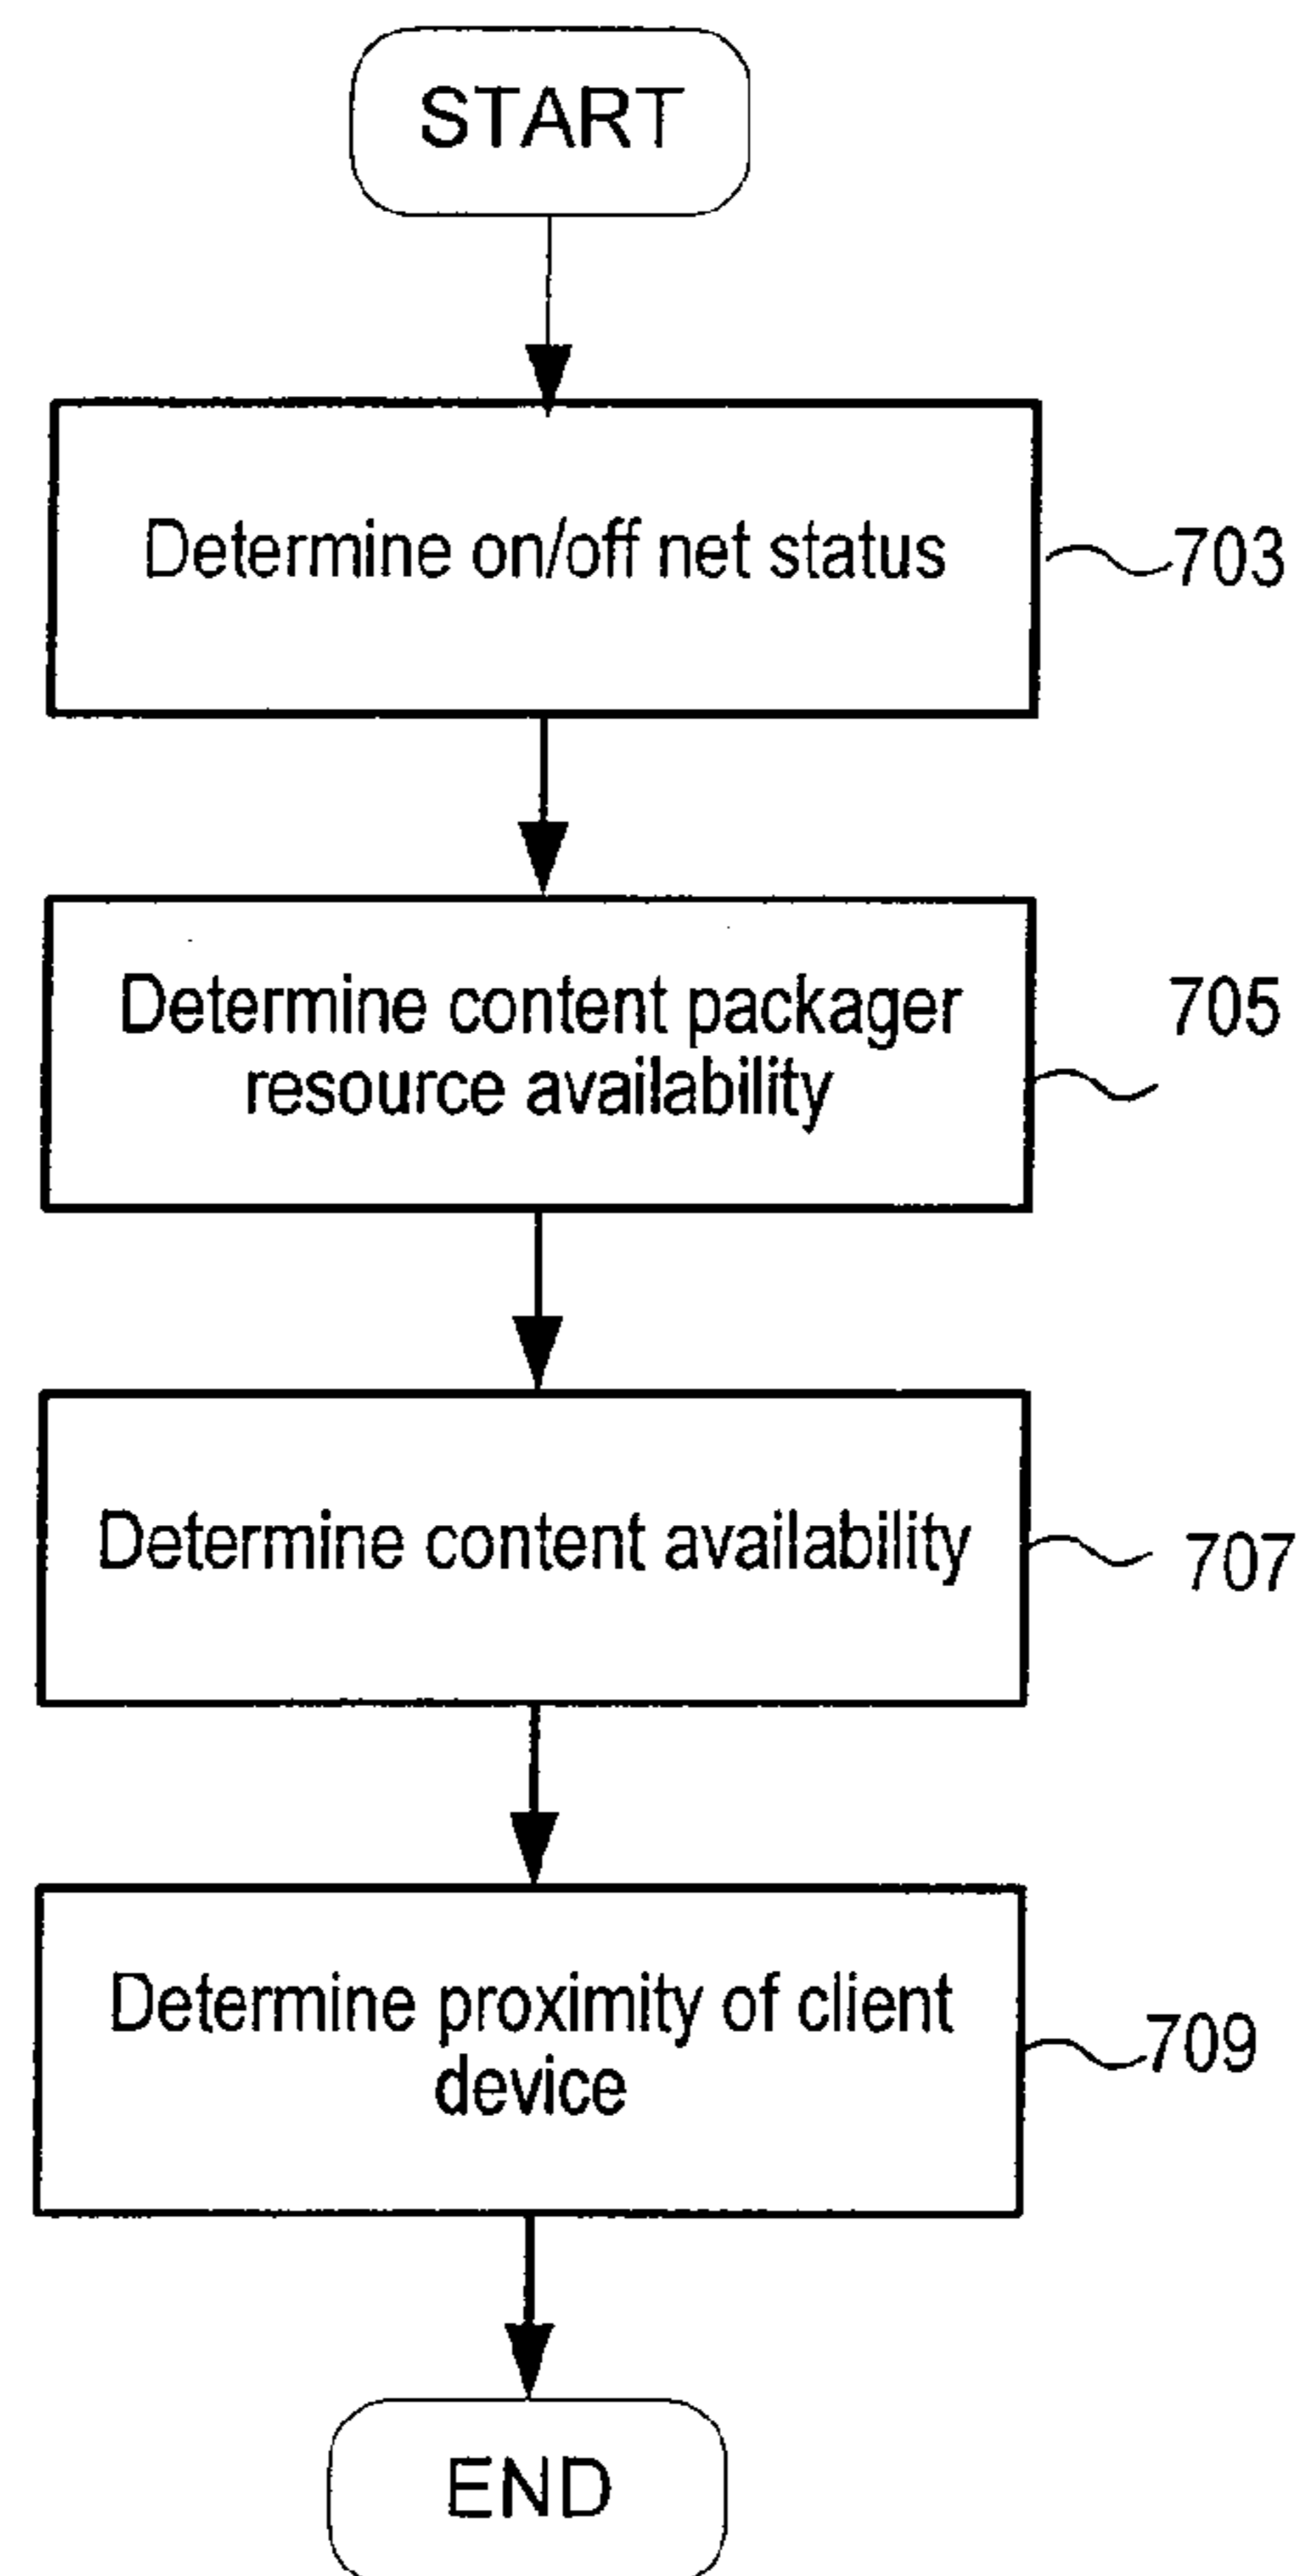 START
Determine on/off net status
703
Determine content packager
resource availability
705
Determine content availability
707
Determine proximity of client
device
709
END